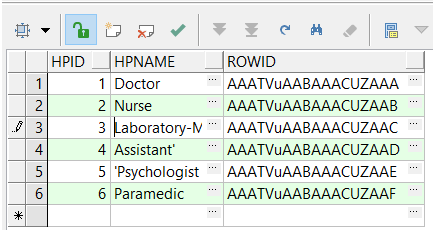 HPID HPNAME ROWID
1 1 Doctor ... AAATVuAABAAACUZAAA ...
2 2 Nurse ... AAATVuAABAAACUZAAB ...
3 3 Laboratory-M ... AAATVuAABAAACUZAAC ...
4 4 Assistant' ... AAATVuAABAAACUZAAD ...
5 5 'Psychologist ... AAATVuAABAAACUZAAE ...
6 6 Paramedic ... AAATVuAABAAACUZAAF ...
* ... ...